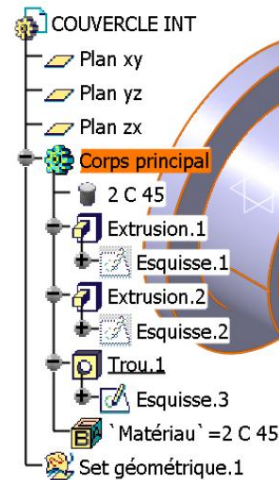 COUVERCLE INT
Plan xy
Plan yz
Plan zx
Corps principal
2 C 45
Extrusion.1
Esquisse.1
Extrusion.2
Esquisse.2
Trou.1
Esquisse.3
`Matériau`=2 C 45
Set géométrique.1